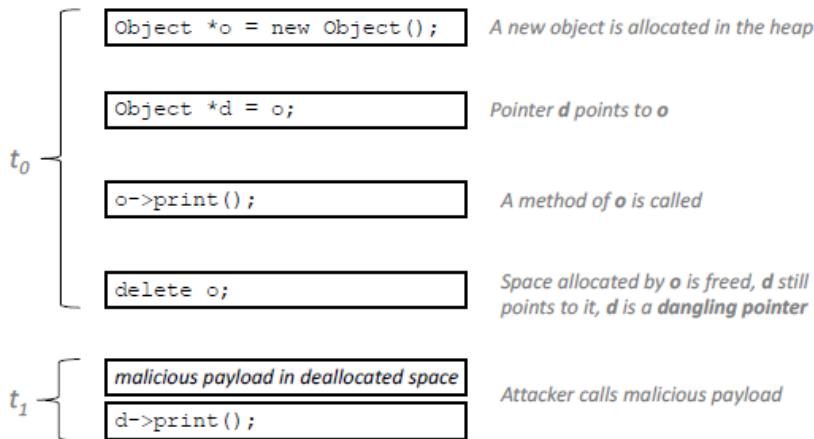 Object *o = new Object();
A new object is allocated in the heap
Object *d = o;
Pointer d points to o
t0
o->print();
A method of o is called
delete o;
Space allocated by o is freed, d still
points to it, d is a dangling pointer
malicious payload in deallocated space
t1
Attacker calls malicious payload
d->print();